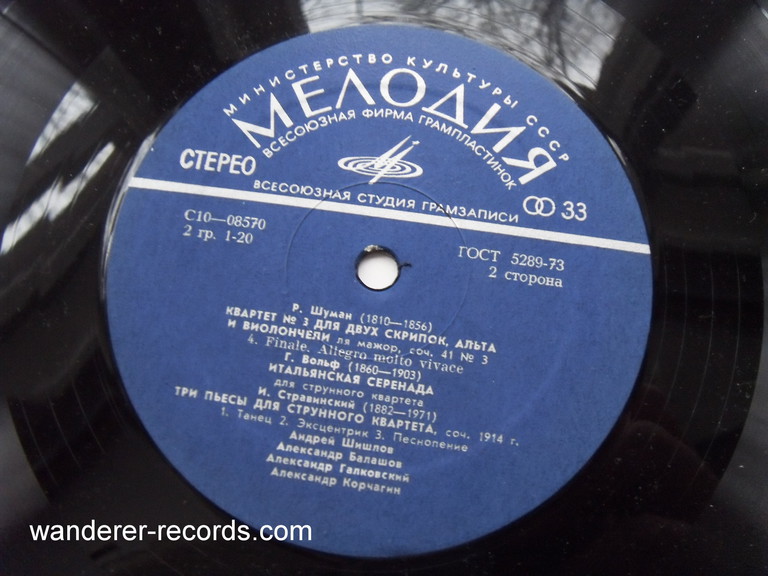 МИНИСТЕРСТВО КУЛЬТУРЫ СССР
МЕЛОДИЯ
ВСЕСОЮЗНАЯ ФИРМА ГРАМПЛАСТИНОК
СТЕРЕО
ВСЕСОЮЗНАЯ СТУДИЯ ГРАМЗАПИСИ
33
С10—08570
2 гр. 1-20
ГОСТ 5289-73
2 сторона
Р. Шуман (1810—1856)
КВАРТЕТ № 3 ДЛЯ ДВУХ СКРИПОК, АЛЬТА
И ВИОЛОНЧЕЛИ ля мажор, соч. 41 № 3
4. Finale. Allegro molto vivace
Г. Вольф (1860—1903)
ИТАЛЬЯНСКАЯ СЕРЕНАДА
для струнного квартета
И. Стравинский (1882—1971)
ТРИ ПЬЕСЫ ДЛЯ СТРУННОГО КВАРТЕТА, соч. 1914 г.
1. Танец 2. Эксцентрик 3. Песнопение
Андрей Шишлов
Александр Балашов
Александр Галковский
Александр Корчагин
wanderer-records.com